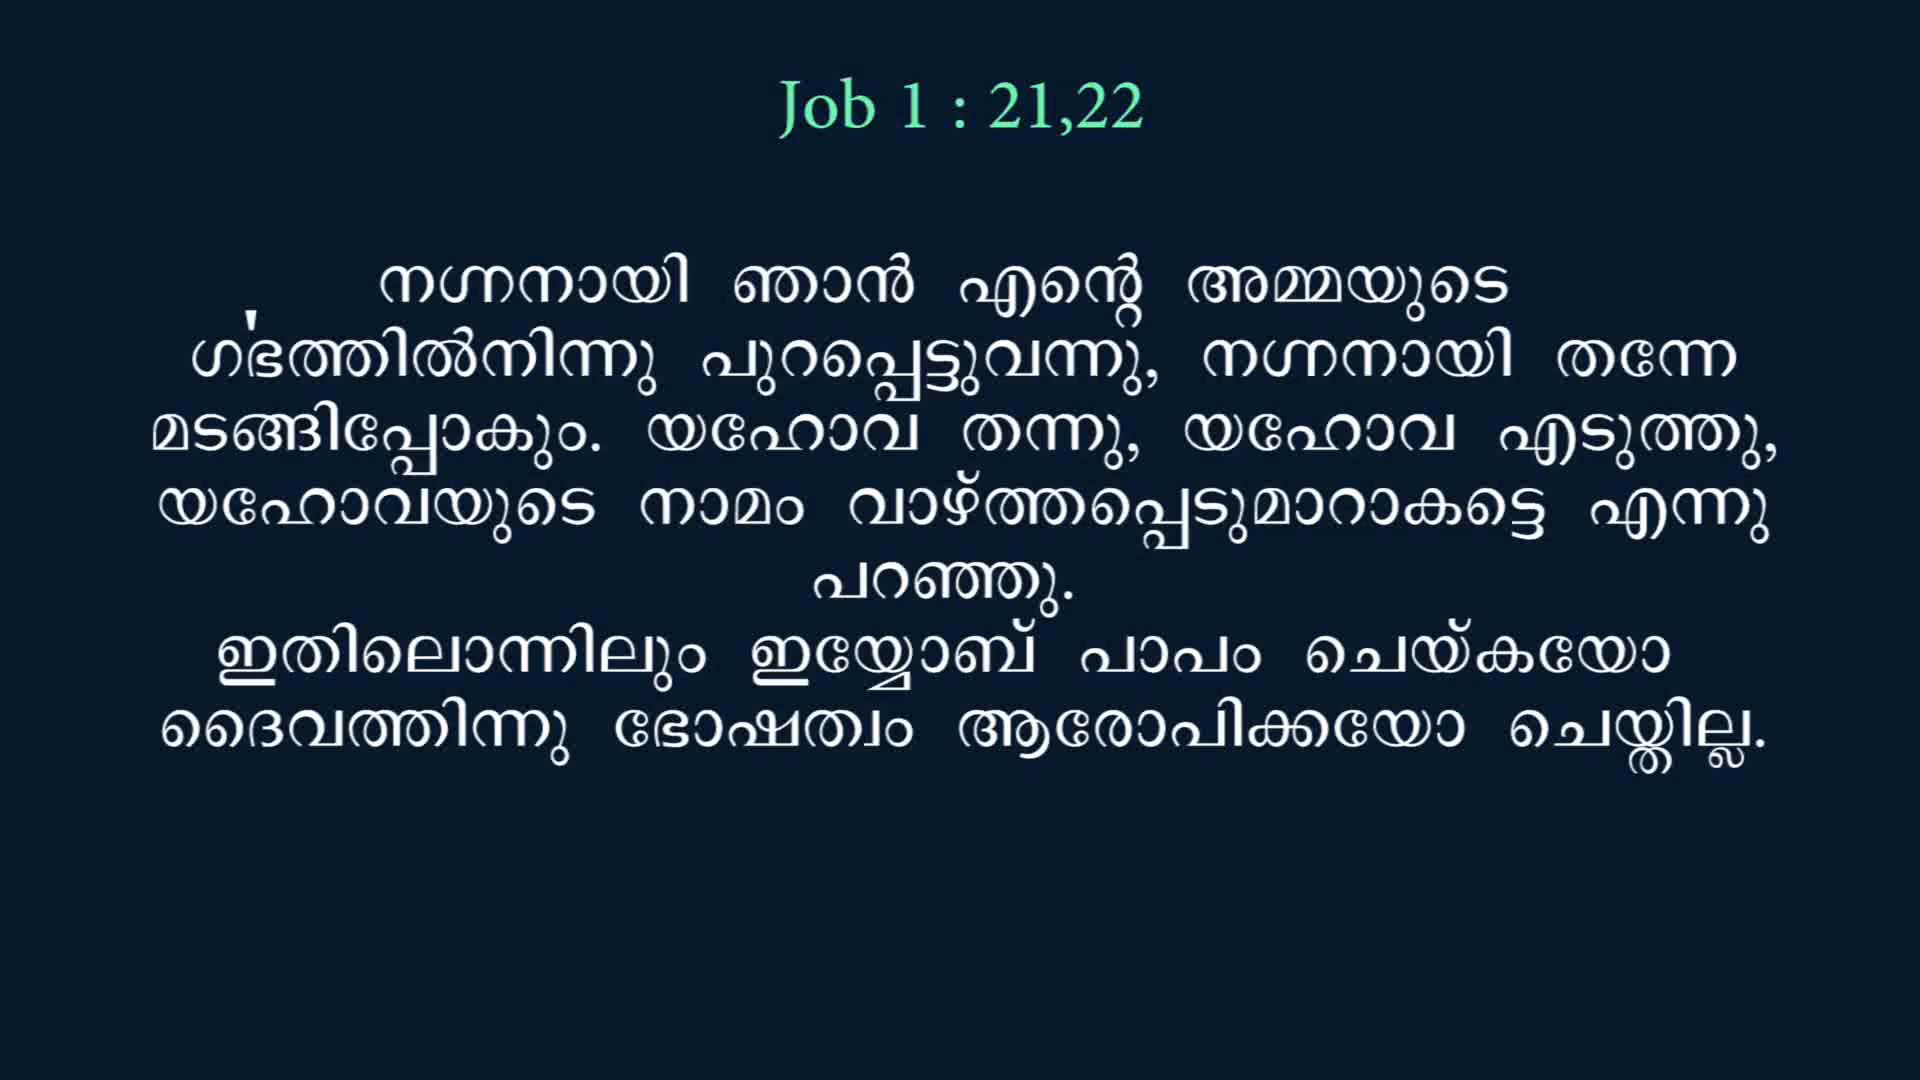 Job 1 : 21,22
നഗ്നനായി ഞാൻ എന്റെ അമ്മയുടെ
ഗൎഭത്തിൽനിന്നു പുറപ്പെട്ടുവന്നു, നഗ്നനായി തന്നേ
മടങ്ങിപ്പോകും. യഹോവ തന്നു, യഹോവ എടുത്തു,
യഹോവയുടെ നാമം വാഴ്ത്തപ്പെടുമാറാകട്ടെ എന്നു
പറഞ്ഞു.
ഇതിലൊന്നിലും ഇയ്യോബ് പാപം ചെയ്കയോ
ദൈവത്തിന്നു ഭോഷത്വം ആരോപിക്കയോ ചെയ്തില്ല.